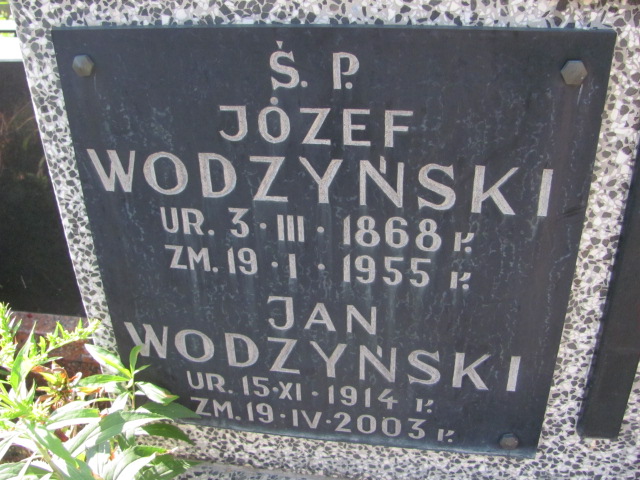 Ś. P.
JÓZEF
WODZYŃSKI
UR. 3·III·1868 r.
ZM. 19·I·1955 r.
JAN
WODZYŃSKI
UR. 15·XI·1914 r.
ZM. 19·IV·2003 r.